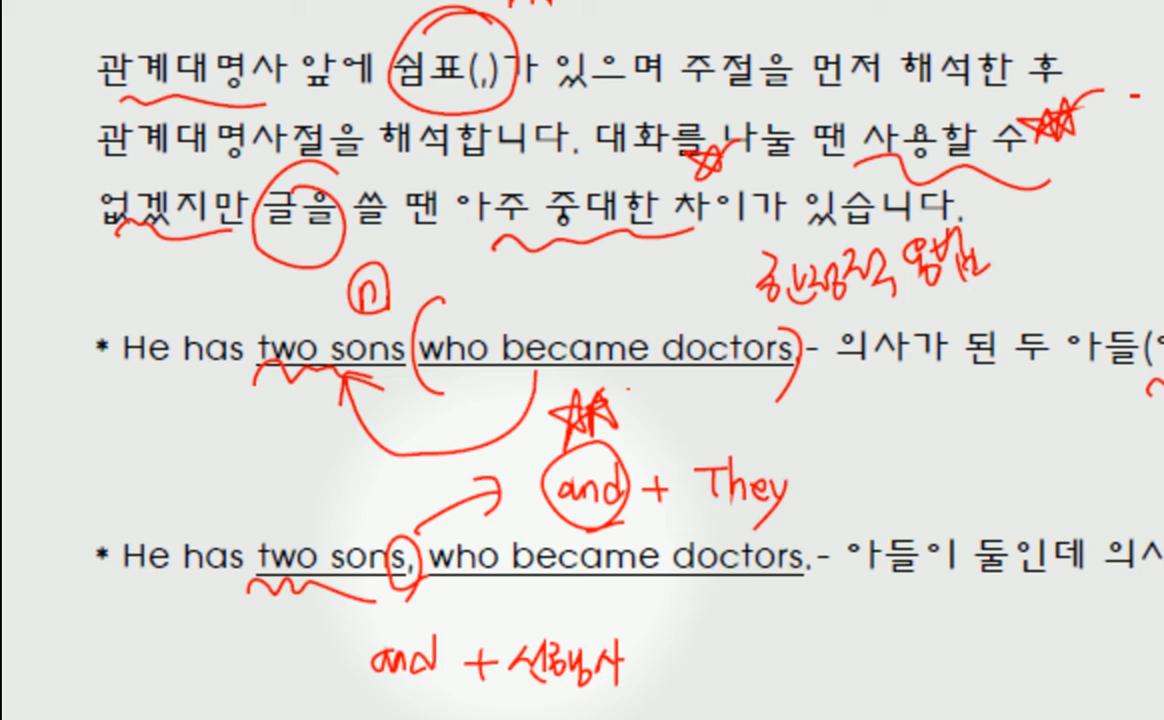 관계대명사 앞에 쉼표(,)가 있으며 주절을 먼저 해석한 후
관계대명사절을 해석합니다. 대화를 나눌 땐 사용할 수
없겠지만 글을 쓸 땐 아주 중대한 차이가 있습니다.
n
* He has two sons who became doctors.- 의사가 된 두 아들(
and + They
* He has two sons, who became doctors.- 아들이 둘인데 의사
and +